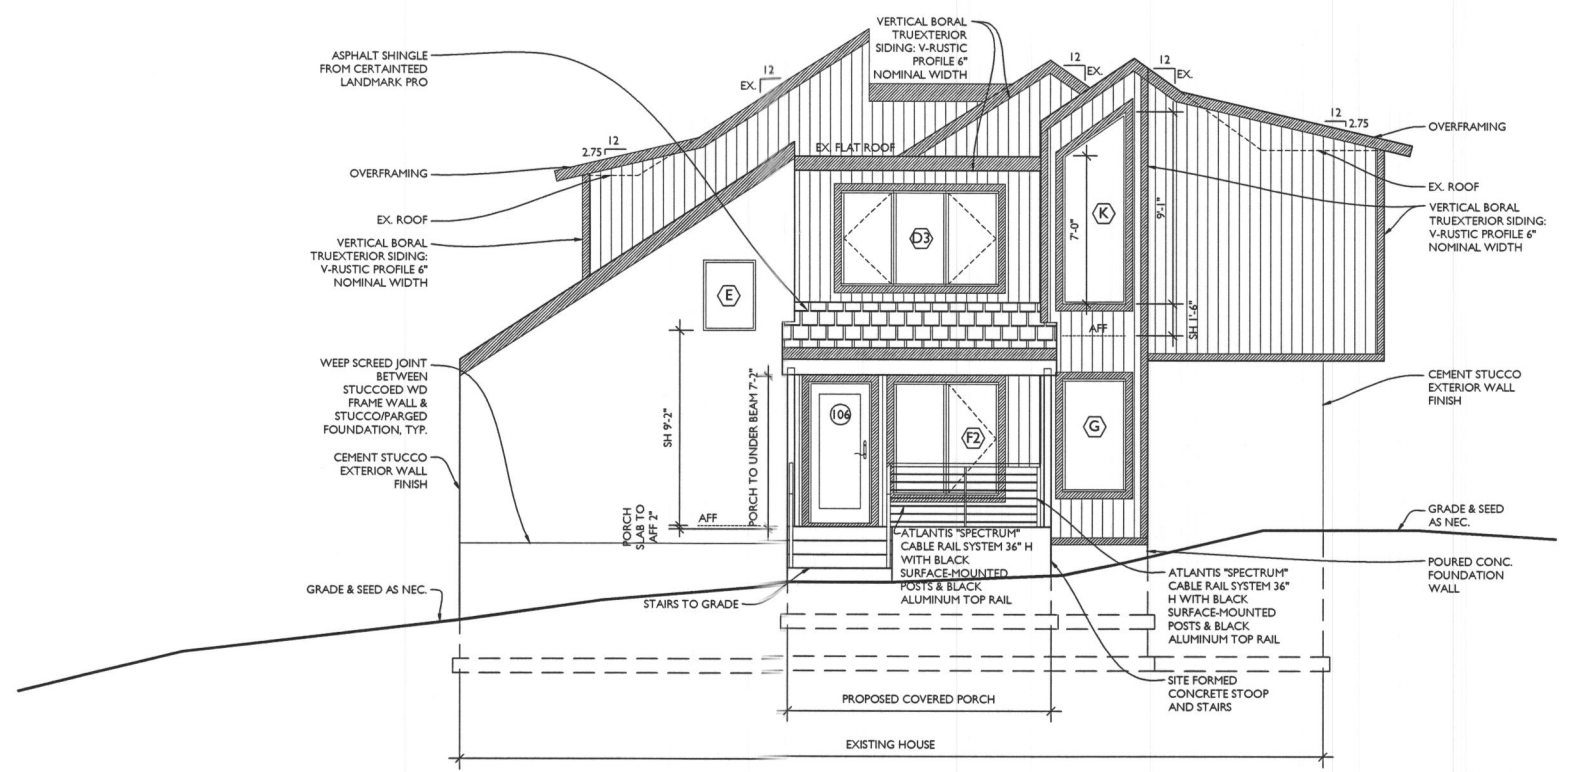 VERTICAL BORAL
TRUEXTERIOR
SIDING: V-RUSTIC
PROFILE 6"
NOMINAL WIDTH
ASPHALT SHINGLE
FROM CERTAINTEED
LANDMARK PRO
12
EX.
12
EX.
12
EX.
12
2.75
12
2.75
OVERFRAMING
OVERFRAMING
EX. FLAT ROOF
EX. ROOF
EX. ROOF
VERTICAL BORAL
TRUEXTERIOR SIDING:
V-RUSTIC PROFILE 6"
NOMINAL WIDTH
VERTICAL BORAL
TRUEXTERIOR SIDING:
V-RUSTIC PROFILE 6"
NOMINAL WIDTH
D3
K
7'-0"
9'-1"
E
SH 1'-6"
AFF
WEEP SCREED JOINT
BETWEEN
STUCCOED WD
FRAME WALL &
STUCCO/PARGED
FOUNDATION, TYP.
CEMENT STUCCO
EXTERIOR WALL
FINISH
SH 9'-2"
PORCH TO UNDER BEAM 7'-2"
106
F2
G
CEMENT STUCCO
EXTERIOR WALL
FINISH
PORCH
SLAB TO
AFF 2"
AFF
GRADE & SEED
AS NEC.
ATLANTIS "SPECTRUM"
CABLE RAIL SYSTEM 36" H
WITH BLACK
SURFACE-MOUNTED
POSTS & BLACK
ALUMINUM TOP RAIL
POURED CONC.
FOUNDATION
WALL
ATLANTIS "SPECTRUM"
CABLE RAIL SYSTEM 36"
H WITH BLACK
SURFACE-MOUNTED
POSTS & BLACK
ALUMINUM TOP RAIL
GRADE & SEED AS NEC.
STAIRS TO GRADE
SITE FORMED
CONCRETE STOOP
AND STAIRS
PROPOSED COVERED PORCH
EXISTING HOUSE